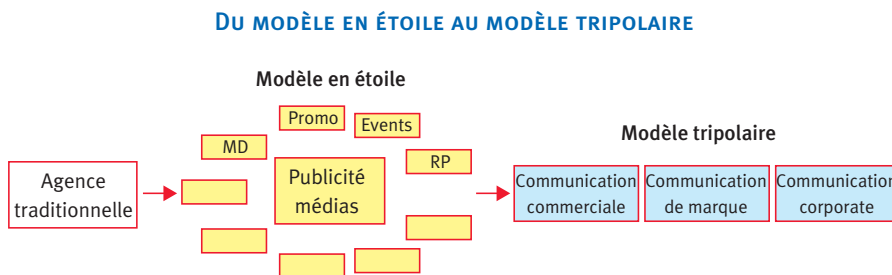 DU MODÈLE EN ÉTOILE AU MODÈLE TRIPOLAIRE
Modèle en étoile
Promo
Events
MD
RP
Publicité
médias
Agence
traditionnelle
Modèle tripolaire
Communication
commerciale
Communication
de marque
Communication
corporate